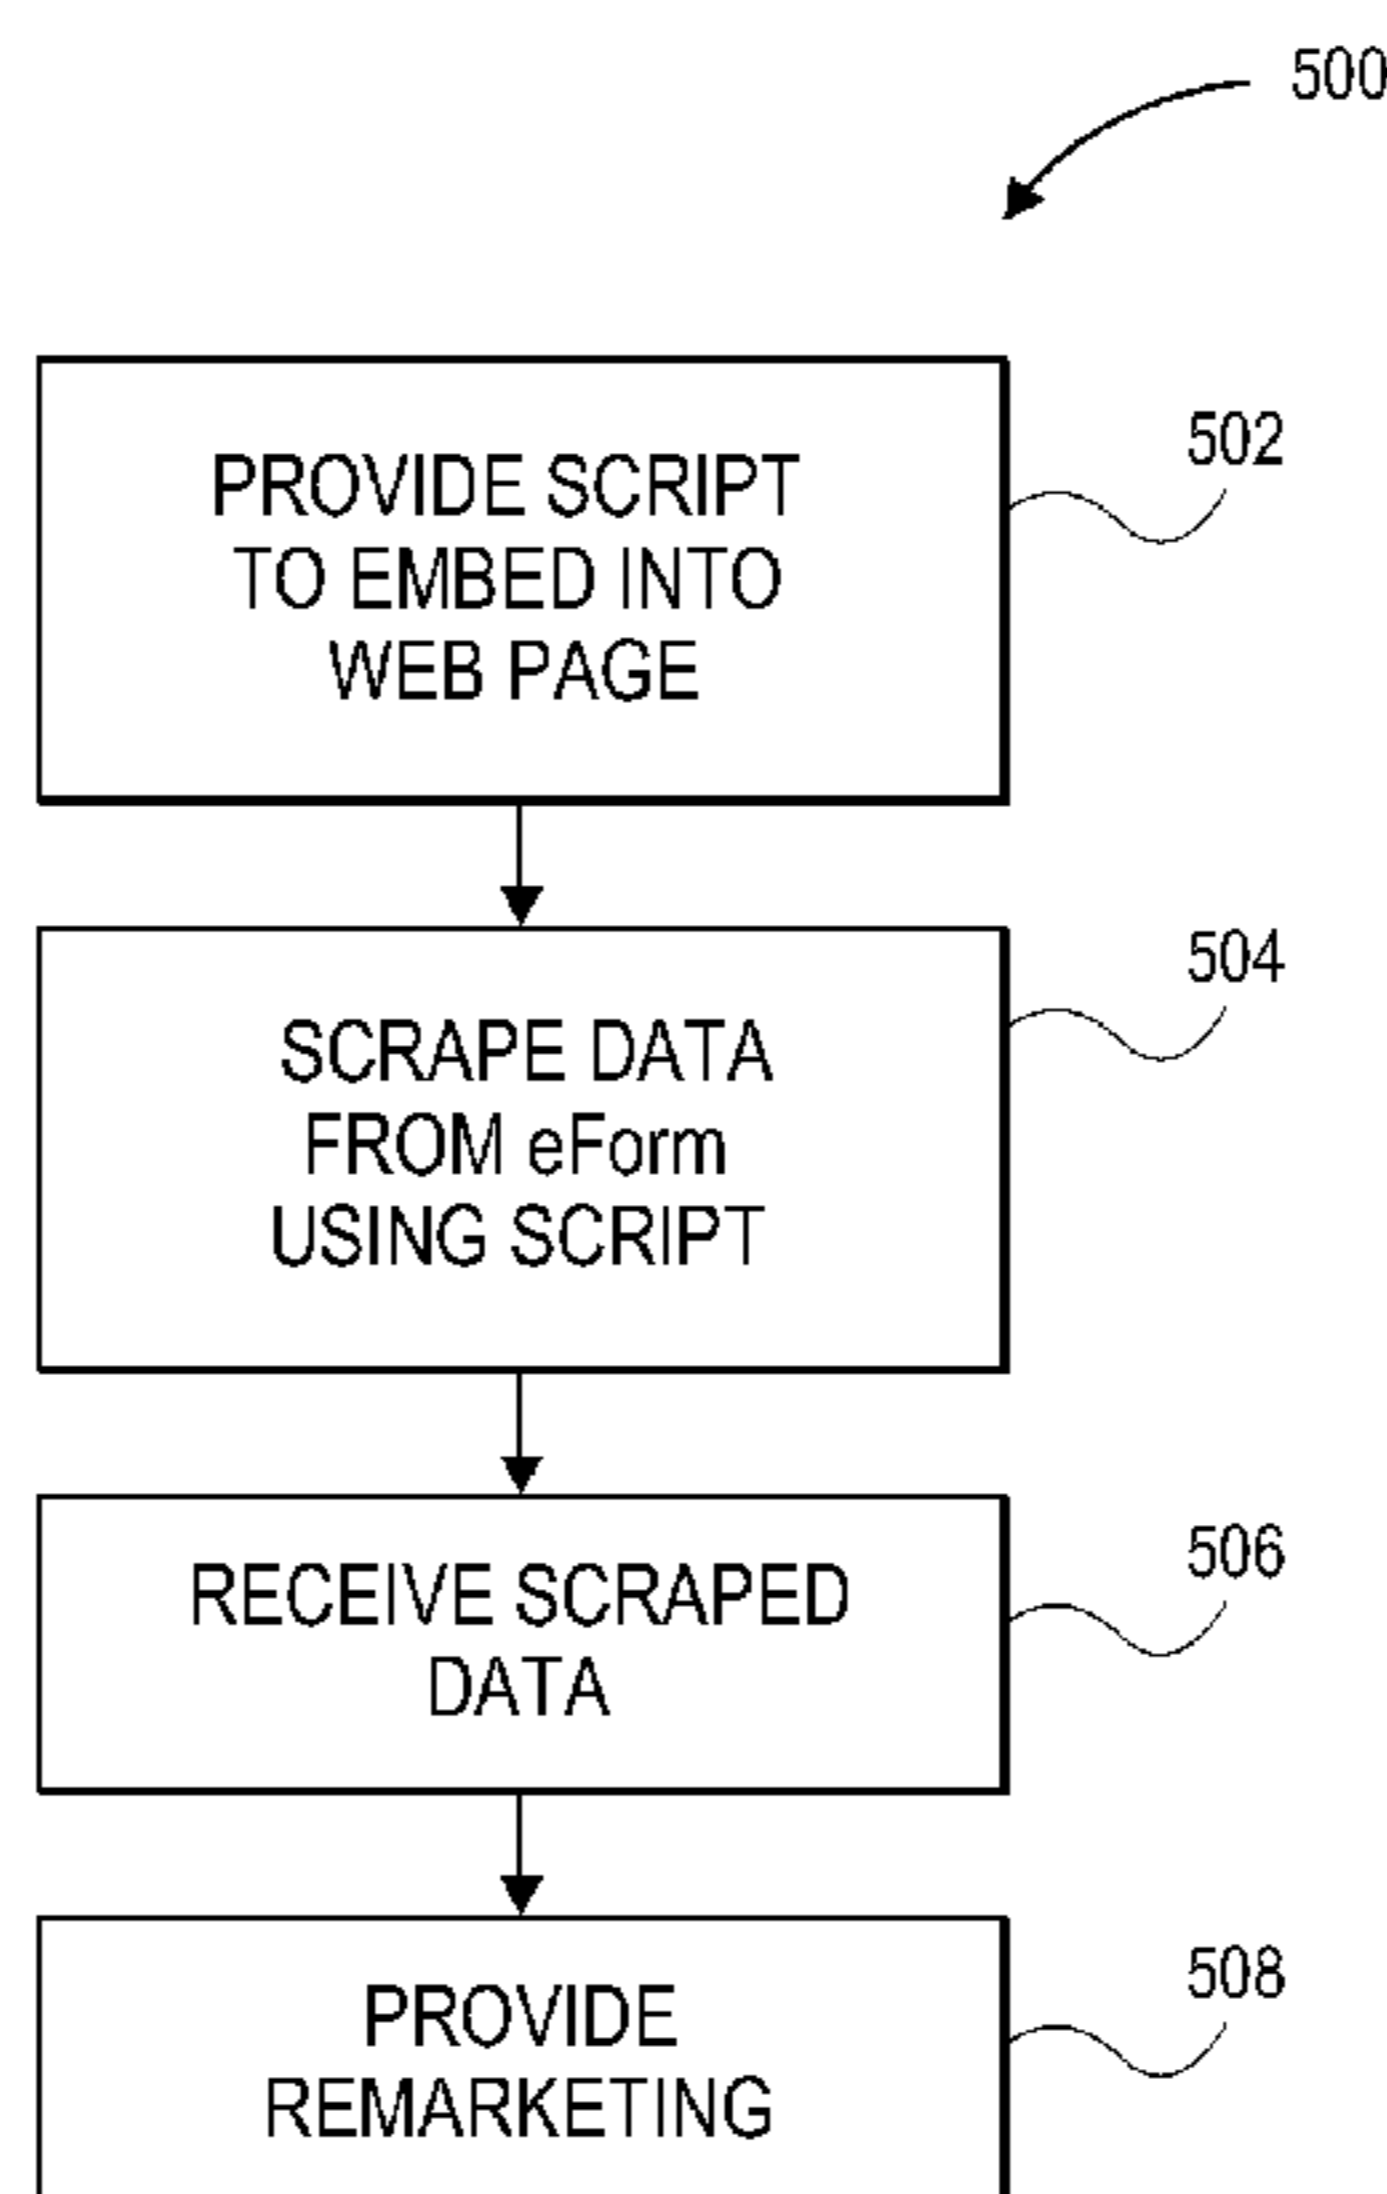 500
PROVIDE SCRIPT
TO EMBED INTO
WEB PAGE
502
SCRAPE DATA
FROM eForm
USING SCRIPT
504
RECEIVE SCRAPED
DATA
506
PROVIDE
REMARKETING
508